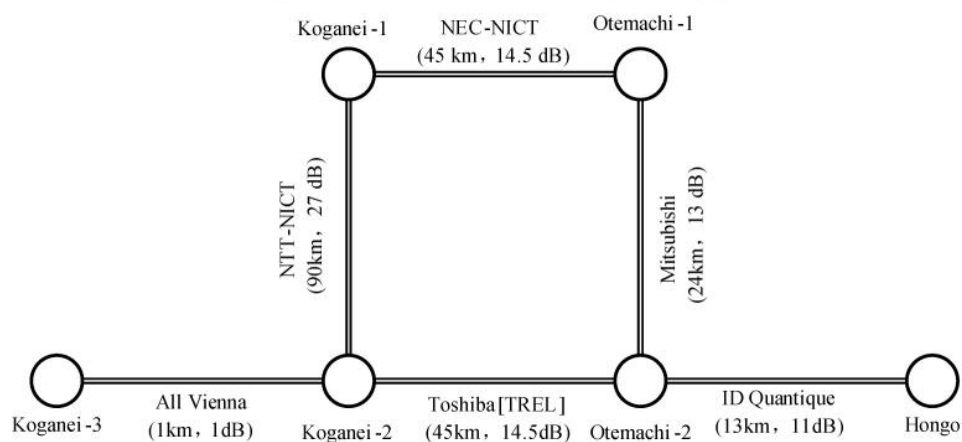 Koganei-1
NEC-NICT
(45 km, 14.5 dB)
Otemachi-1
NTT-NICT
(90km, 27 dB)
Mitsubishi
(24km, 13 dB)
Koganei-3
All Vienna
(1km, 1dB)
Koganei-2
Toshiba[TREL]
(45km, 14.5dB)
Otemachi-2
ID Quantique
(13km, 11dB)
Hongo